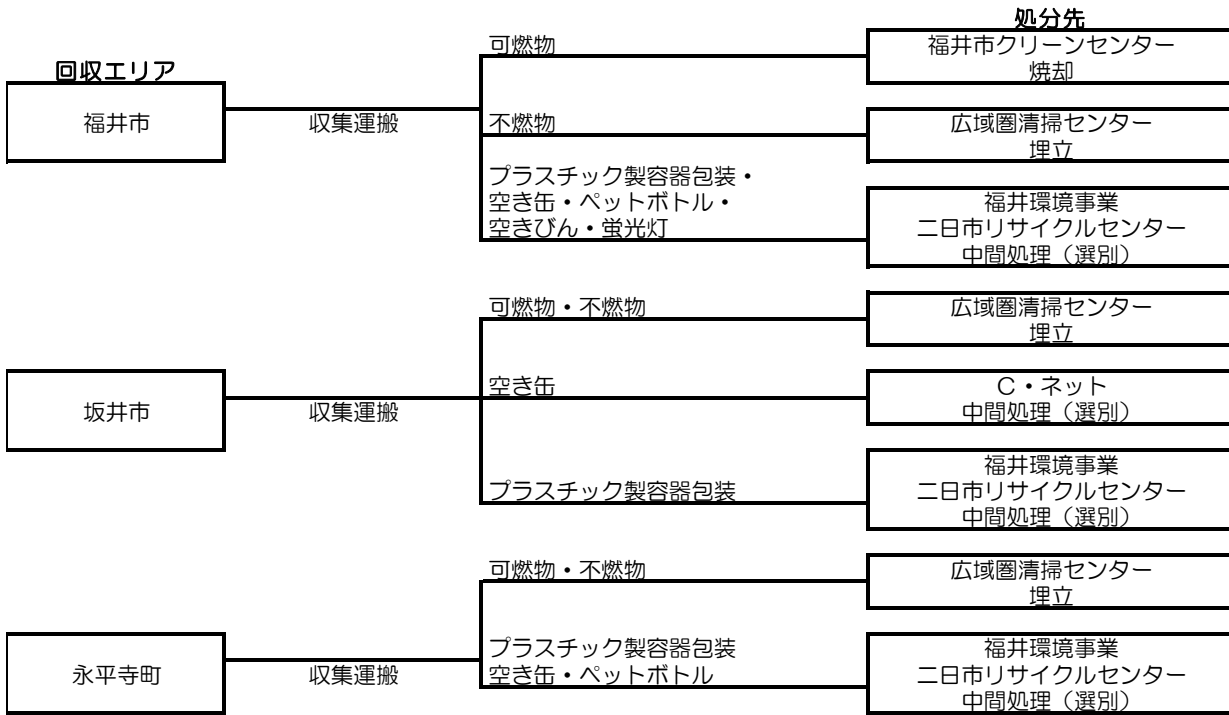 処分先
可燃物
福井市クリーンセンター
焼却
回収エリア
福井市
収集運搬
不燃物
広域圏清掃センター
埋立
プラスチック製容器包装・
空き缶・ペットボトル・
空きびん・蛍光灯
福井環境事業
二日市リサイクルセンター
中間処理（選別）
可燃物・不燃物
広域圏清掃センター
埋立
坂井市
収集運搬
空き缶
C・ネット
中間処理（選別）
プラスチック製容器包装
福井環境事業
二日市リサイクルセンター
中間処理（選別）
可燃物・不燃物
広域圏清掃センター
埋立
永平寺町
収集運搬
プラスチック製容器包装
空き缶・ペットボトル
福井環境事業
二日市リサイクルセンター
中間処理（選別）